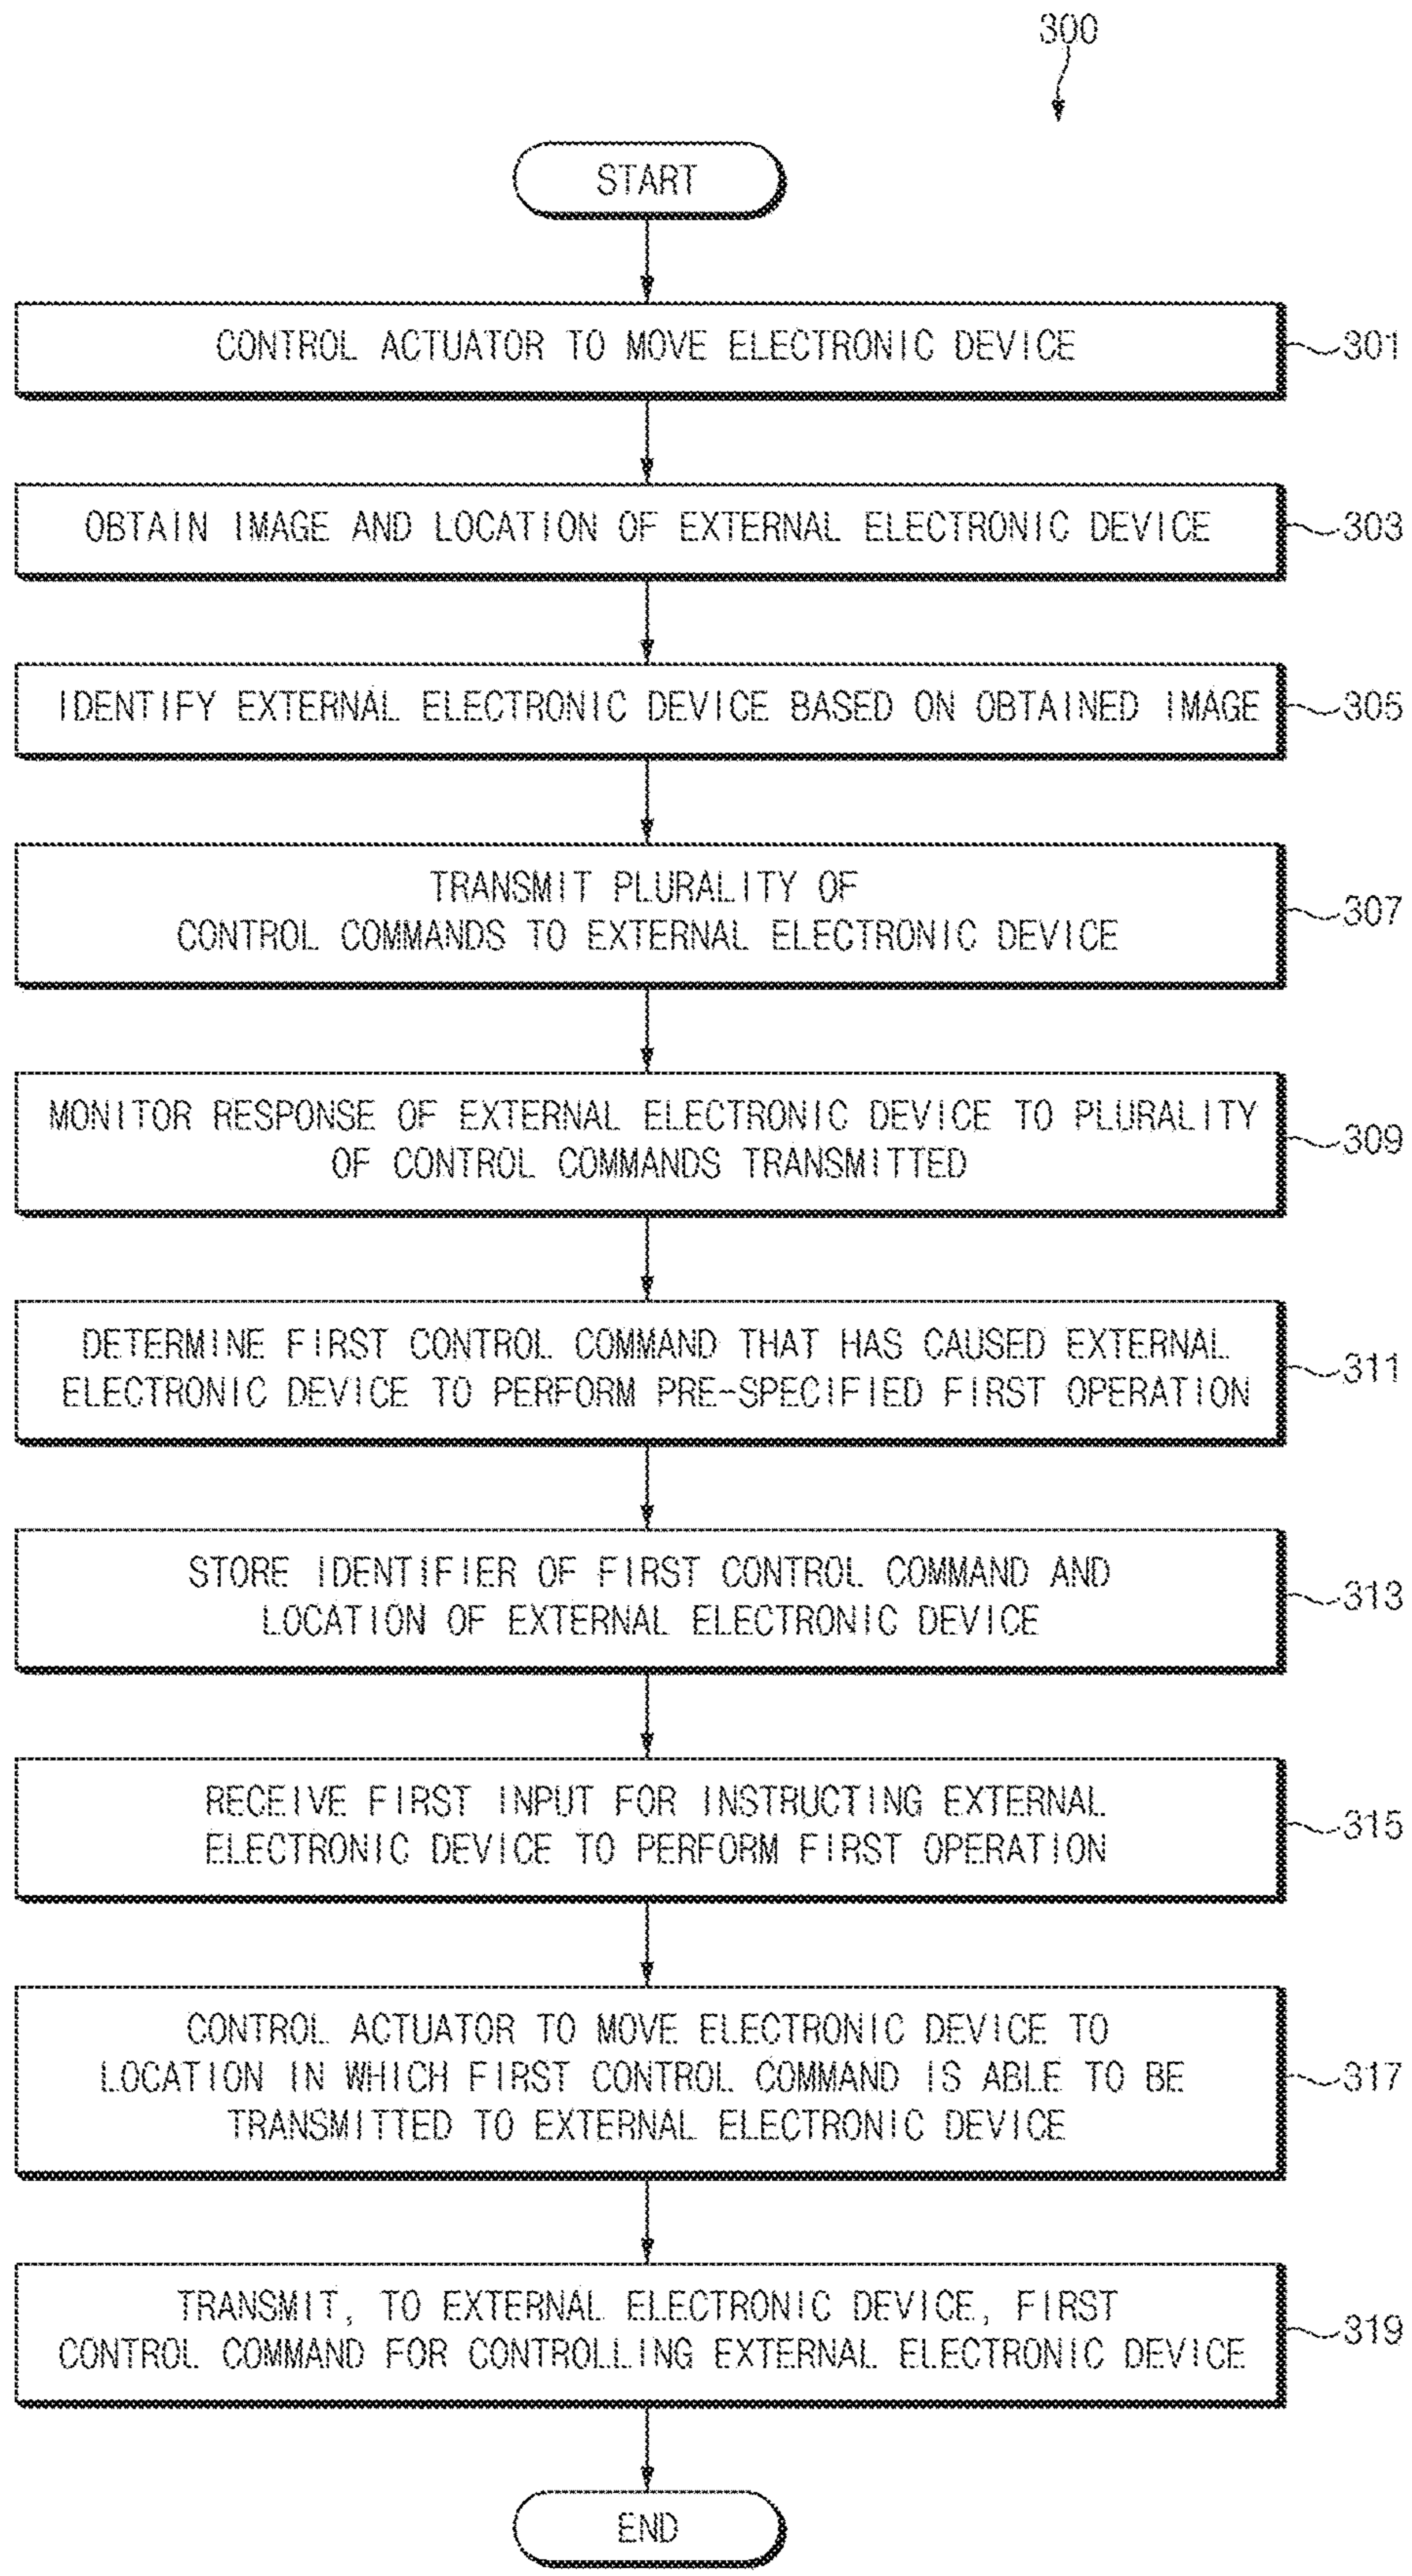 300
START
CONTROL ACTUATOR TO MOVE ELECTRONIC DEVICE
301
OBTAIN IMAGE AND LOCATION OF EXTERNAL ELECTRONIC DEVICE
303
IDENTIFY EXTERNAL ELECTRONIC DEVICE BASED ON OBTAINED IMAGE
305
TRANSMIT PLURALITY OF
CONTROL COMMANDS TO EXTERNAL ELECTRONIC DEVICE
307
MONITOR RESPONSE OF EXTERNAL ELECTRONIC DEVICE TO PLURALITY
OF CONTROL COMMANDS TRANSMITTED
309
DETERMINE FIRST CONTROL COMMAND THAT HAS CAUSED EXTERNAL
ELECTRONIC DEVICE TO PERFORM PRE-SPECIFIED FIRST OPERATION
311
STORE IDENTIFIER OF FIRST CONTROL COMMAND AND
LOCATION OF EXTERNAL ELECTRONIC DEVICE
313
RECEIVE FIRST INPUT FOR INSTRUCTING EXTERNAL
ELECTRONIC DEVICE TO PERFORM FIRST OPERATION
315
CONTROL ACTUATOR TO MOVE ELECTRONIC DEVICE TO
LOCATION IN WHICH FIRST CONTROL COMMAND IS ABLE TO BE
TRANSMITTED TO EXTERNAL ELECTRONIC DEVICE
317
TRANSMIT, TO EXTERNAL ELECTRONIC DEVICE, FIRST
CONTROL COMMAND FOR CONTROLLING EXTERNAL ELECTRONIC DEVICE
319
END